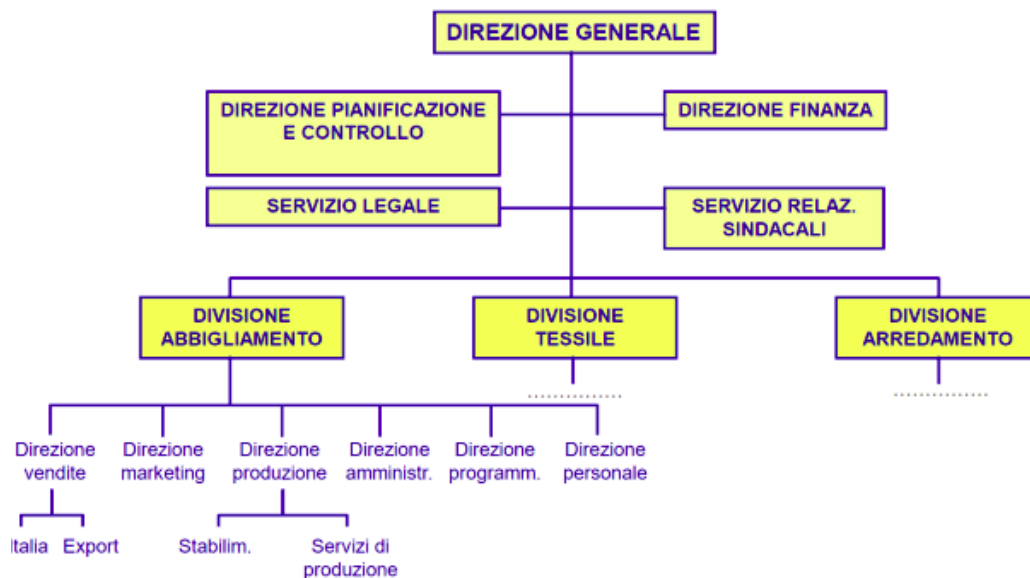 DIREZIONE GENERALE
DIREZIONE PIANIFICAZIONE
E CONTROLLO
DIREZIONE FINANZA
SERVIZIO LEGALE
SERVIZIO RELAZ.
SINDACALI
DIVISIONE
ABBIGLIAMENTO
DIVISIONE
TESSILE
DIVISIONE
ARREDAMENTO
Direzione
vendite
Direzione
marketing
Direzione
produzione
Direzione
amministr.
Direzione
programm.
Direzione
personale
Italia
Export
Stabilim.
Servizi di
produzione